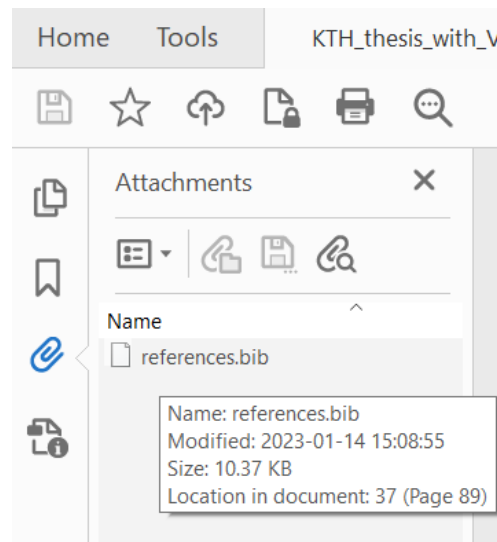 Home Tools KTH_thesis_with_V
Attachments
Name
references.bib
Name: references.bib
Modified: 2023-01-14 15:08:55
Size: 10.37 KB
Location in document: 37 (Page 89)